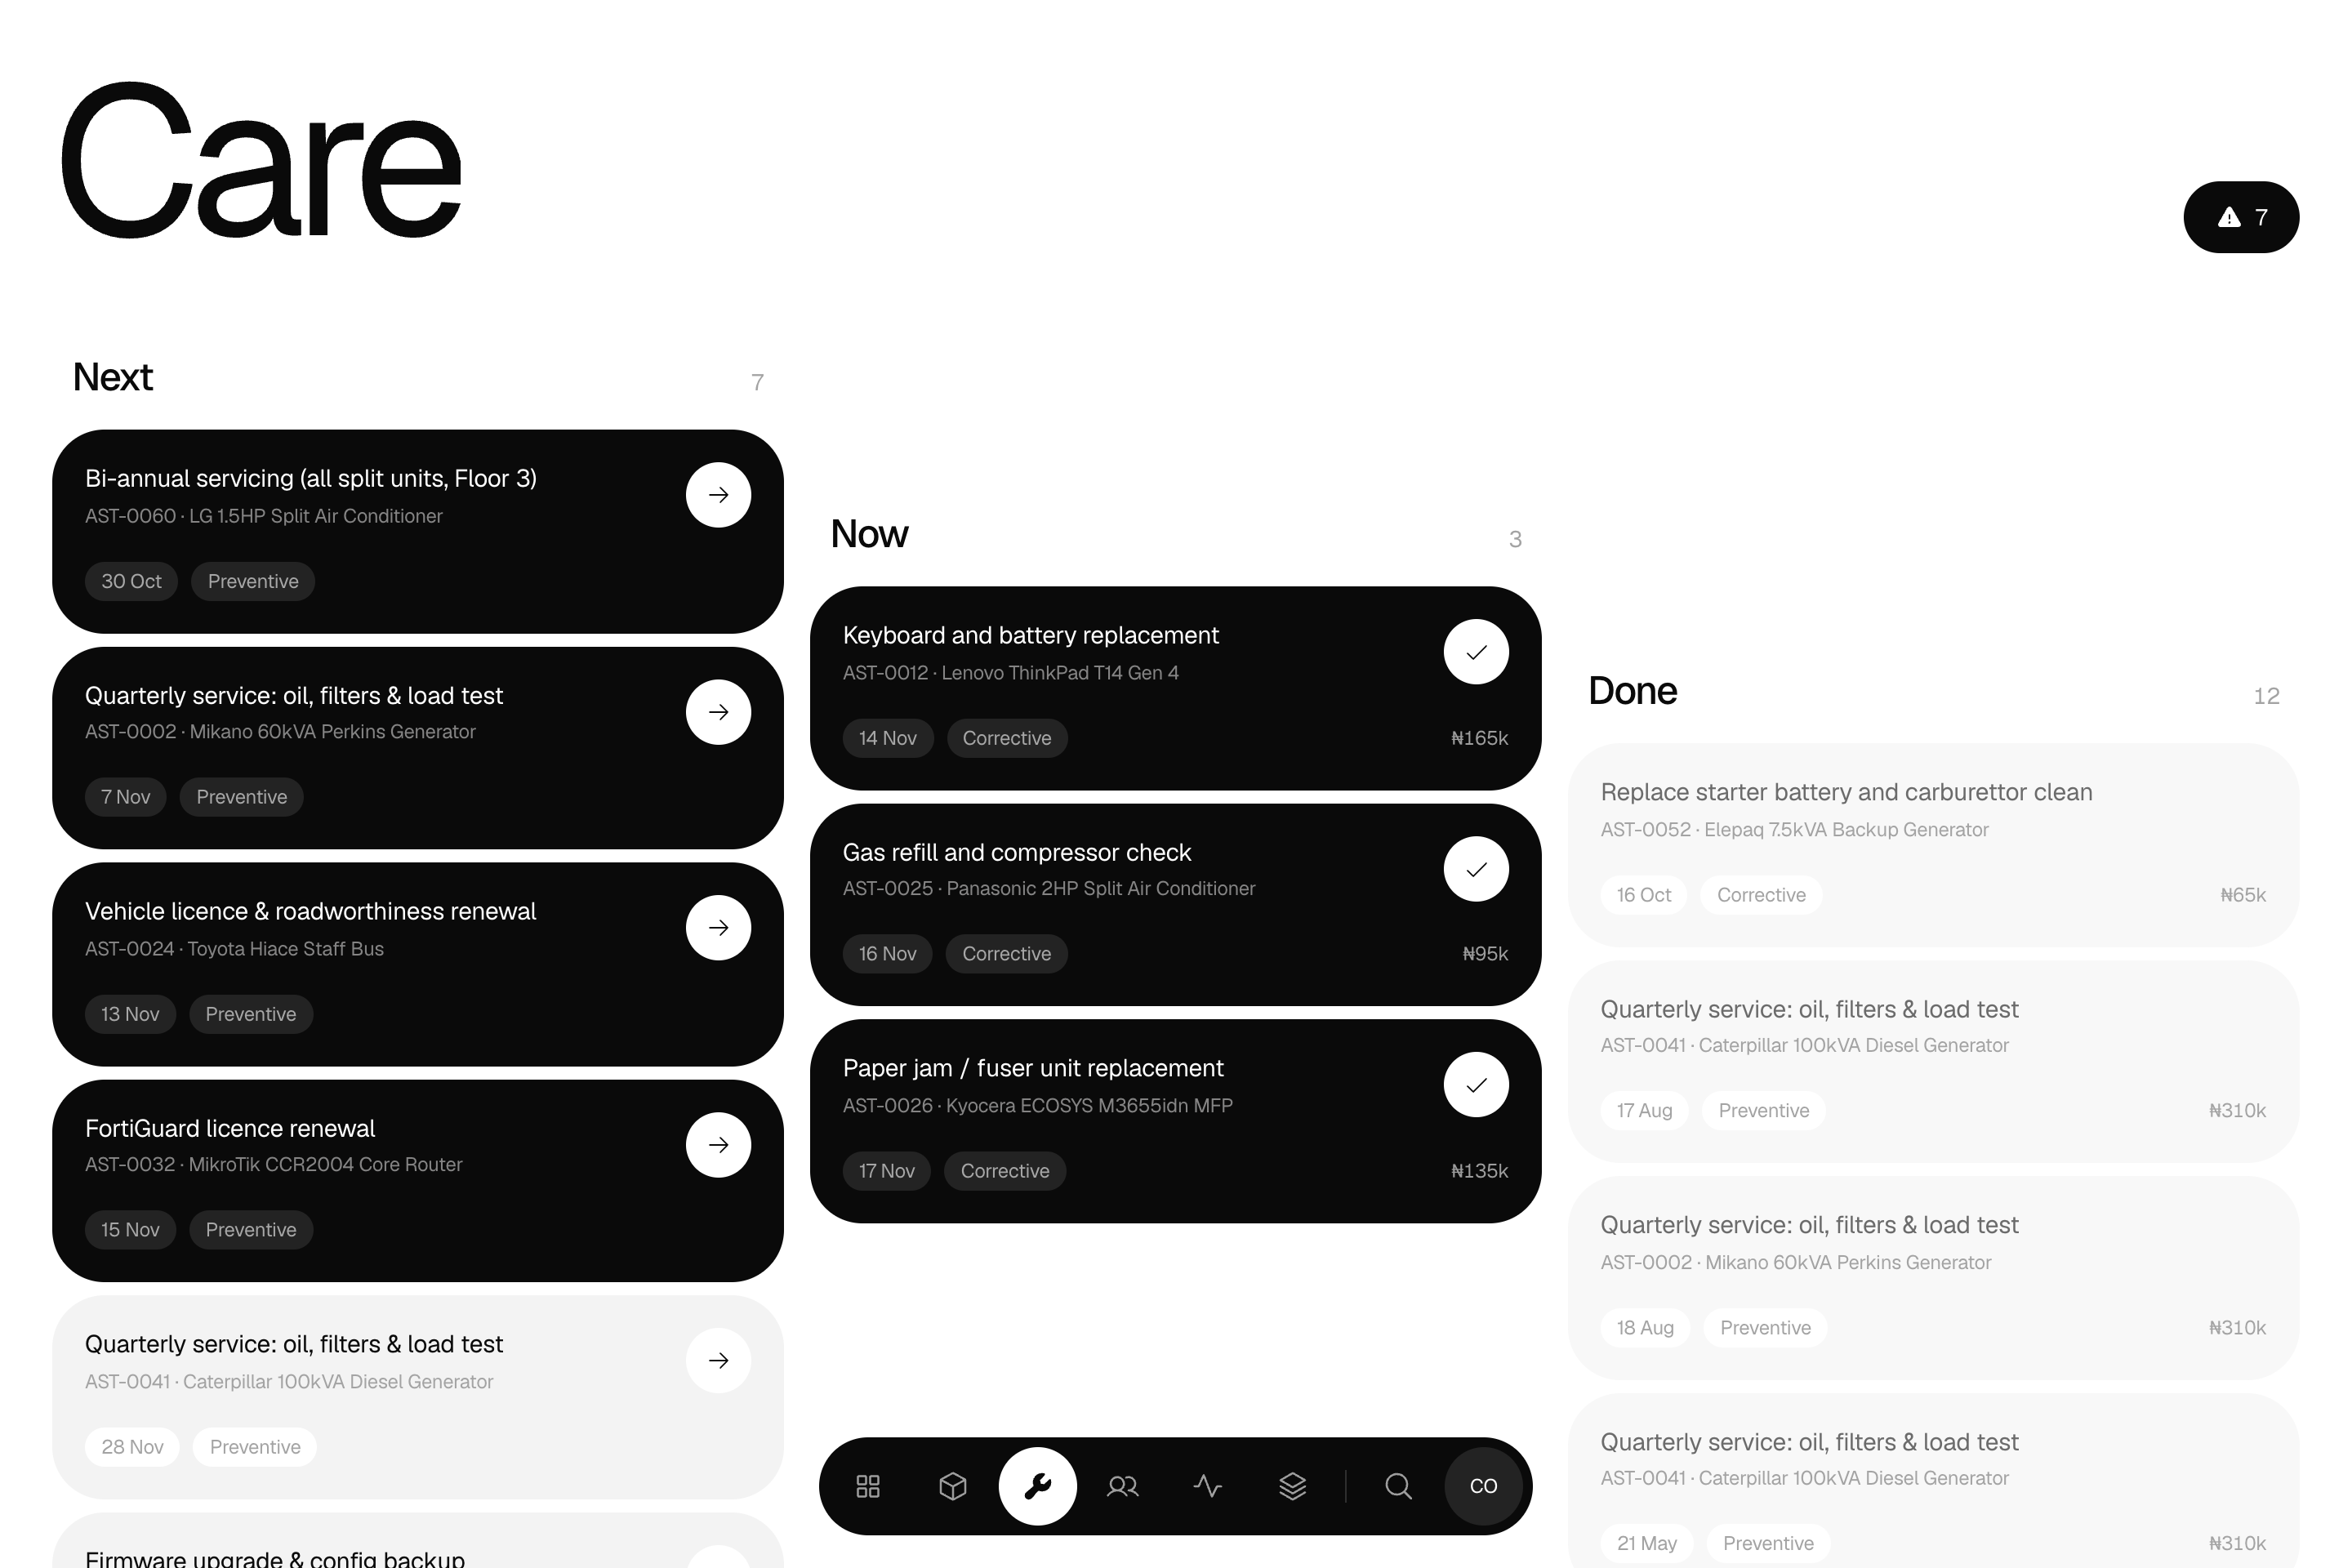 Care
7
Next
7
Bi-annual servicing (all split units, Floor 3)
AST-0060 · LG 1.5HP Split Air Conditioner
30 Oct
Preventive
Quarterly service: oil, filters & load test
AST-0002 · Mikano 60kVA Perkins Generator
7 Nov
Preventive
Vehicle licence & roadworthiness renewal
AST-0024 · Toyota Hiace Staff Bus
13 Nov
Preventive
FortiGuard licence renewal
AST-0032 · MikroTik CCR2004 Core Router
15 Nov
Preventive
Quarterly service: oil, filters & load test
AST-0041 · Caterpillar 100kVA Diesel Generator
28 Nov
Preventive
Firmware upgrade & config backup
Now
3
Keyboard and battery replacement
AST-0012 · Lenovo ThinkPad T14 Gen 4
14 Nov
Corrective
₦165k
Gas refill and compressor check
AST-0025 · Panasonic 2HP Split Air Conditioner
16 Nov
Corrective
₦95k
Paper jam / fuser unit replacement
AST-0026 · Kyocera ECOSYS M3655idn MFP
17 Nov
Corrective
₦135k
Done
12
Replace starter battery and carburettor clean
AST-0052 · Elepaq 7.5kVA Backup Generator
16 Oct
Corrective
₦65k
Quarterly service: oil, filters & load test
AST-0041 · Caterpillar 100kVA Diesel Generator
17 Aug
Preventive
₦310k
Quarterly service: oil, filters & load test
AST-0002 · Mikano 60kVA Perkins Generator
18 Aug
Preventive
₦310k
Quarterly service: oil, filters & load test
AST-0041 · Caterpillar 100kVA Diesel Generator
21 May
Preventive
₦310k
CO